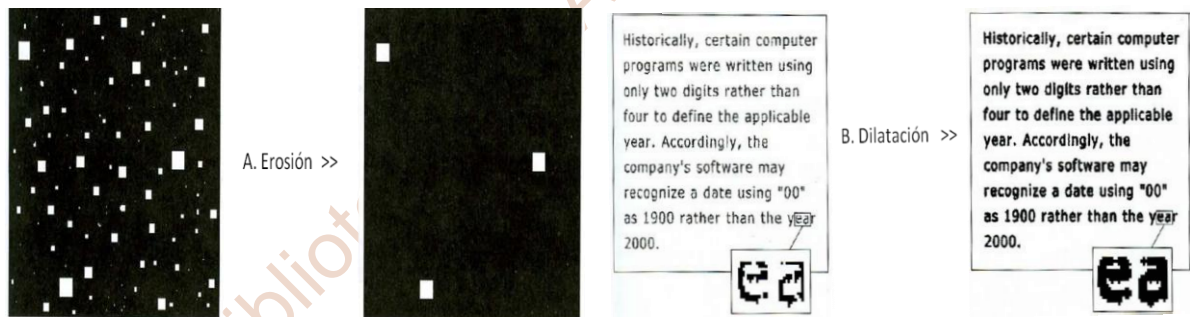 A. Erosión >>
Historically, certain computer
programs were written using
only two digits rather than
four to define the applicable
year. Accordingly, the
company's software may
recognize a date using "00"
as 1900 rather than the year
2000.
ea
B. Dilatación >>
Historically, certain computer
programs were written using
only two digits rather than
four to define the applicable
year. Accordingly, the
company's software may
recognize a date using "00"
as 1900 rather than the year
2000.
ea